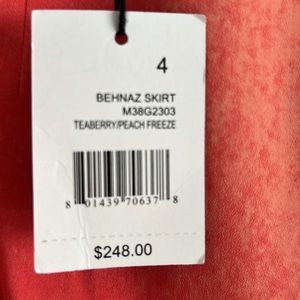 4
BEHNAZ SKIRT
M38G2303
TEABERRY/PEACH FREEZE
8 01439 70637 8
$248.00